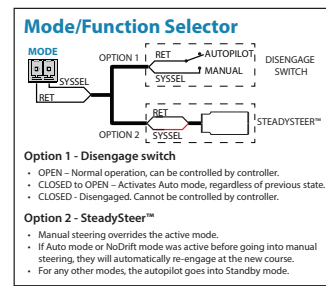 Mode/Function Selector
MODE
SYSSEL
RET
OPTION 1
RET
SYSSEL
AUTOPILOT
MANUAL
DISENGAGE
SWITCH
OPTION 2
RET
SYSSEL
STEADYSTEER™
Option 1 - Disengage switch
• OPEN – Normal operation, can be controlled by controller.
• CLOSED to OPEN – Activates Auto mode, regardless of previous state.
• CLOSED - Disengaged. Cannot be controlled by controller.
Option 2 - SteadySteer™
• Manual steering overrides the active mode.
• If Auto mode or NoDrift mode was active before going into manual
steering, they will automatically re-engage at the new course.
• For any other modes, the autopilot goes into Standby mode.